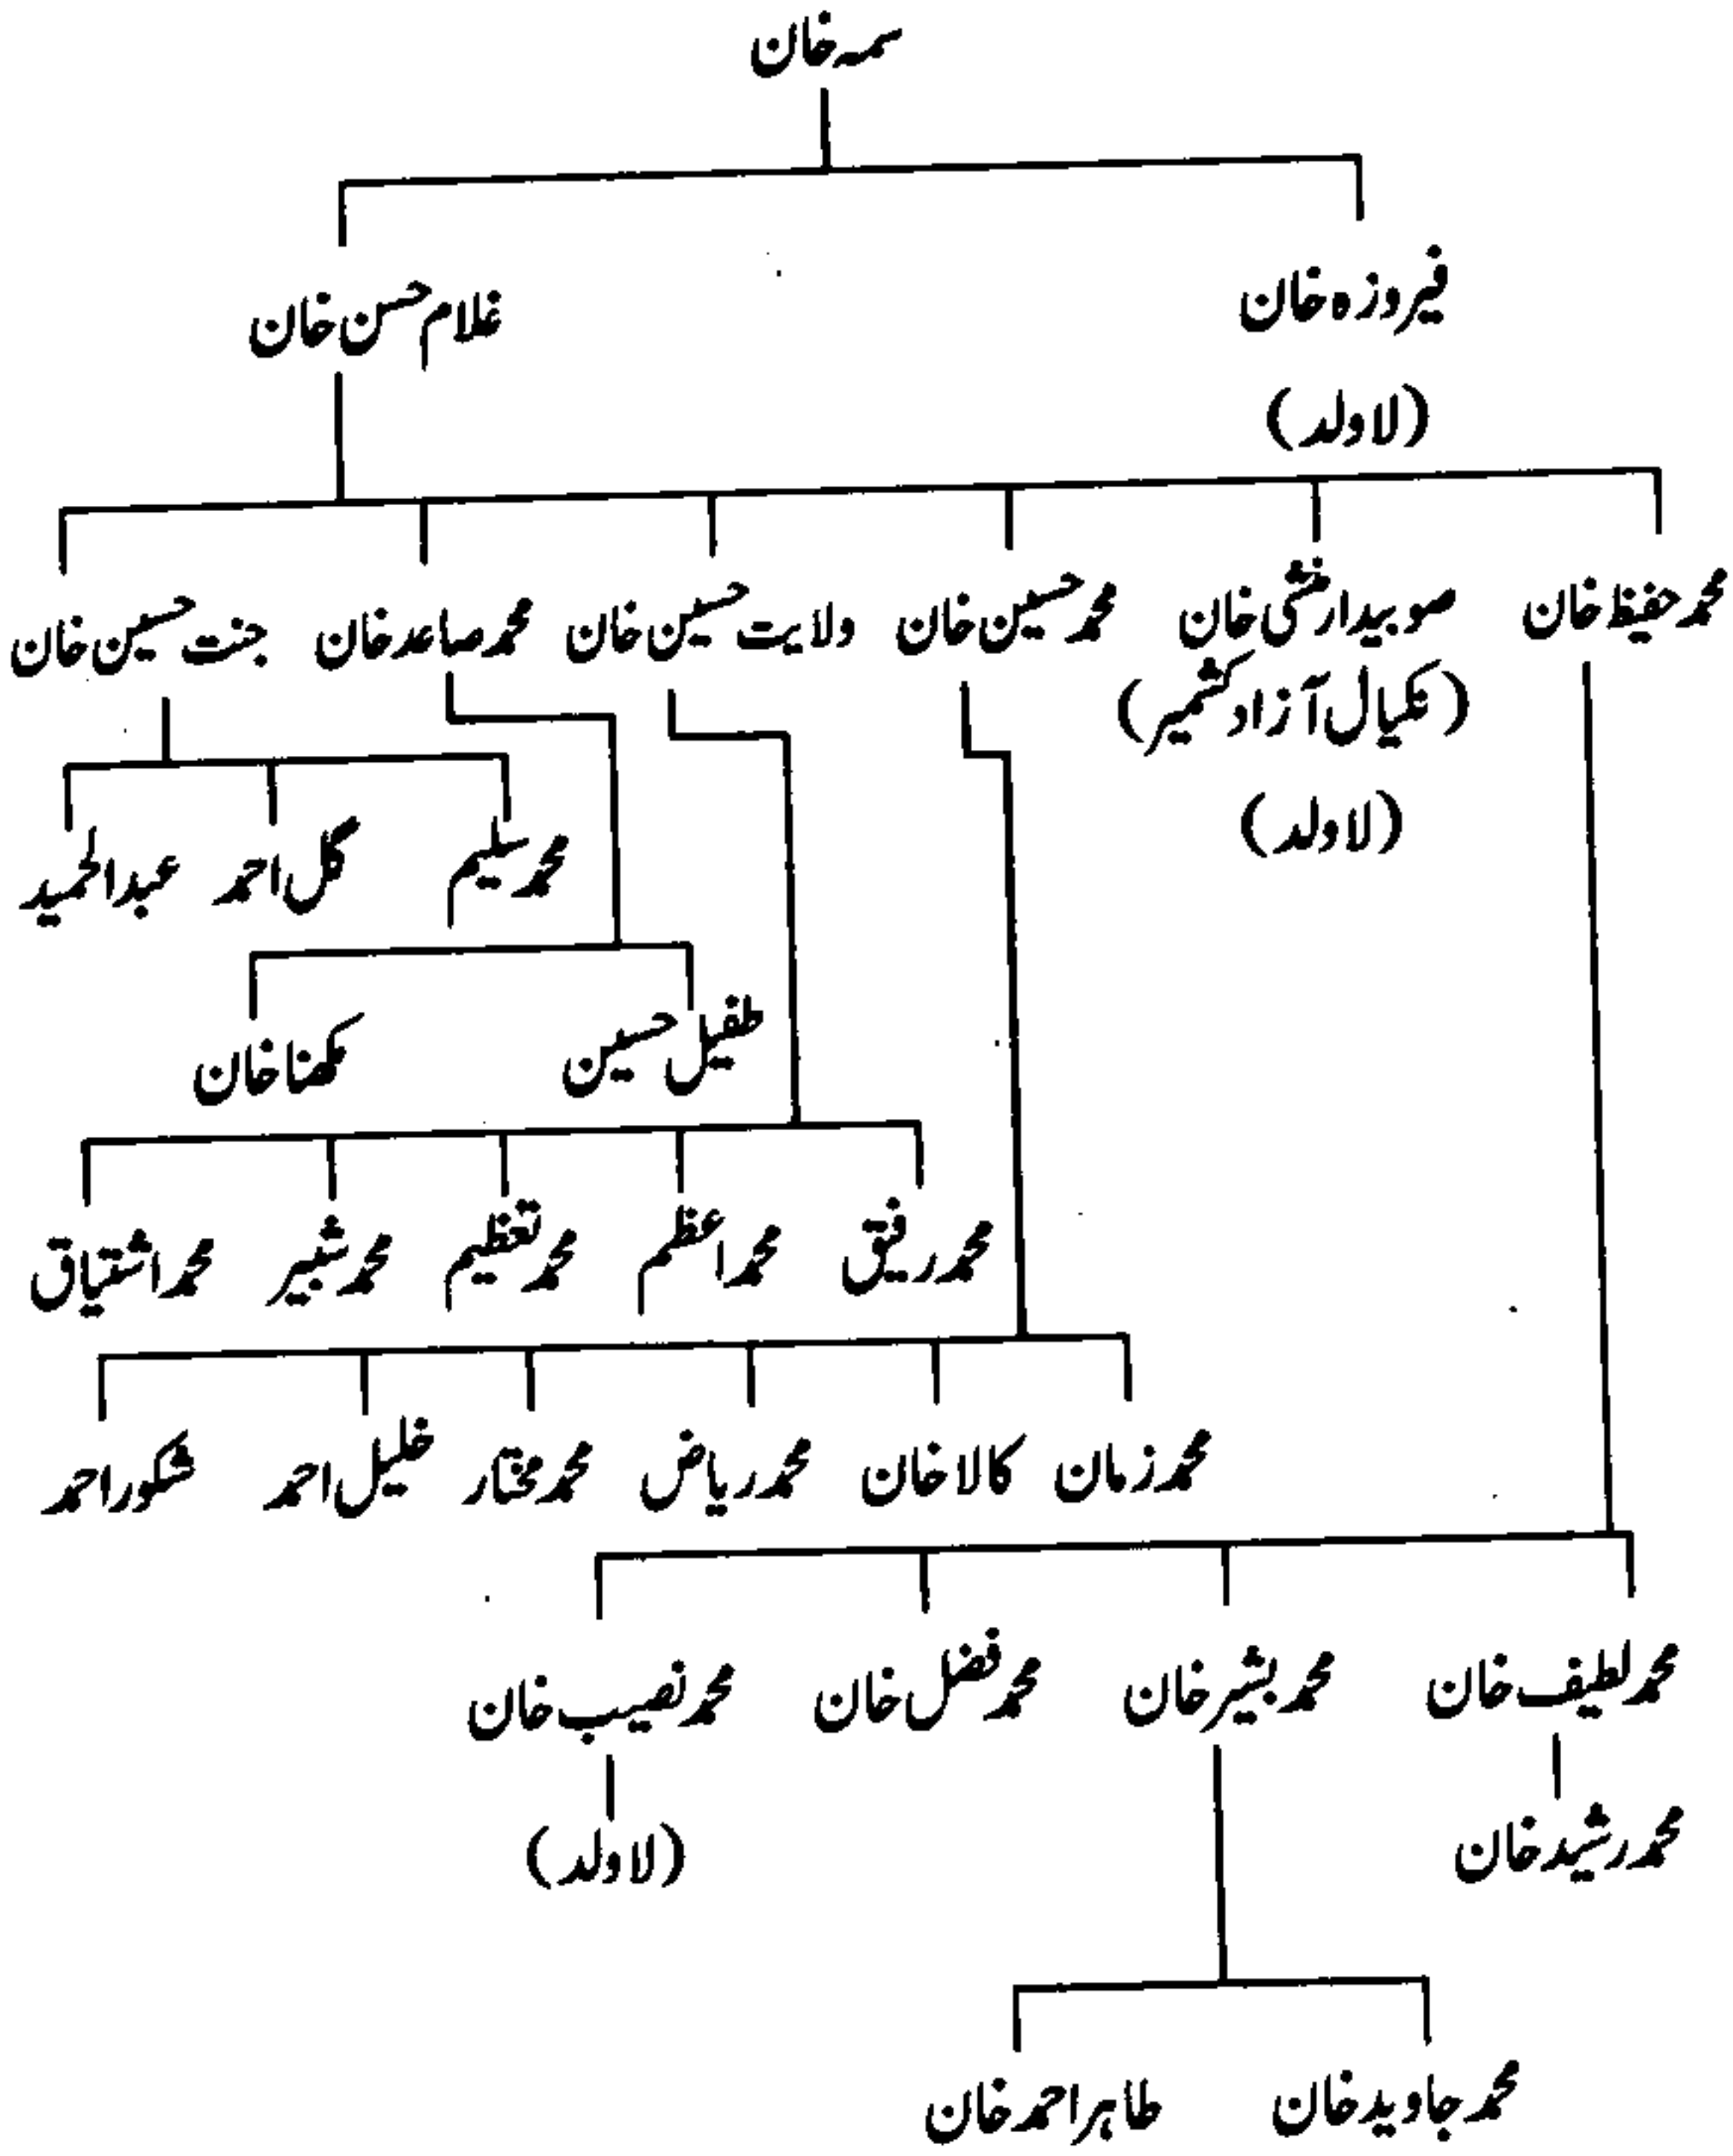 سمہ خان
فیروزہ خان
غلام حسن خان
(لاولد)
محمد حفیظ خان
صوبیدار منشی خان
محمد حسین خان
ولایت حسین خان
محمد صاعد خان
جنت حسین خان
(نکیال آزاد کشمیر)
(لاولد)
محمد سلیم
گل احمد
عبدالحمید
طفیل حسین
مکھنا خان
محمد رفیق
محمد اعظم
محمد تعظیم
محمد شبیر
محمد اشتیاق
محمد زمان
کالا خان
محمد ریاض
محمد مختار
خلیل احمد
شکور احمد
محمد لطیف خان
محمد بشیر خان
محمد فضل خان
محمد نصیب خان
محمد رشید خان
(لاولد)
محمد جاوید خان
طاہر احمد خان